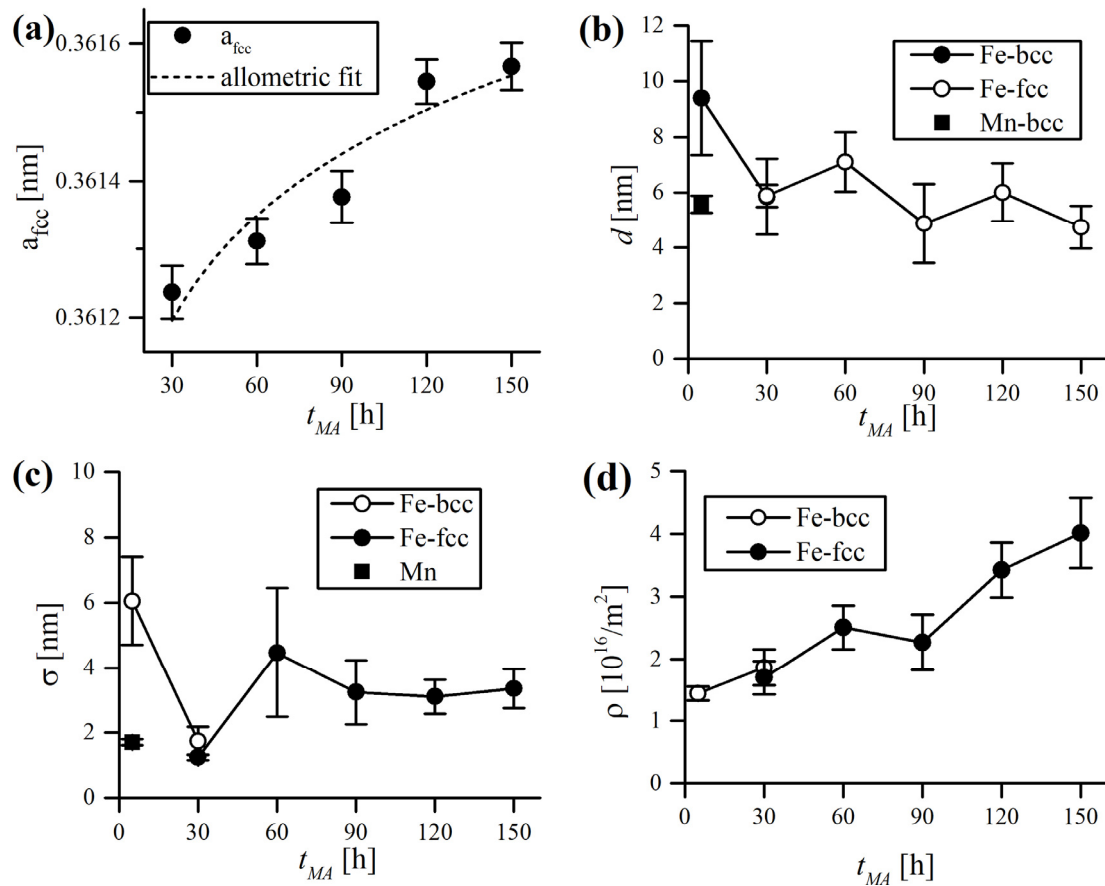 (a)
a_fcc
allometric fit
0.3616
0.3614
0.3612
a_fcc [nm]
30 60 90 120 150
t_MA [h]
(b)
Fe-bcc
Fe-fcc
Mn-bcc
12
10
8
6
4
2
0
d [nm]
0 30 60 90 120 150
t_MA [h]
(c)
Fe-bcc
Fe-fcc
Mn
10
8
6
4
2
0
σ [nm]
0 30 60 90 120 150
t_MA [h]
(d)
Fe-bcc
Fe-fcc
5
4
3
2
1
0
ρ [10^16/m^2]
0 30 60 90 120 150
t_MA [h]